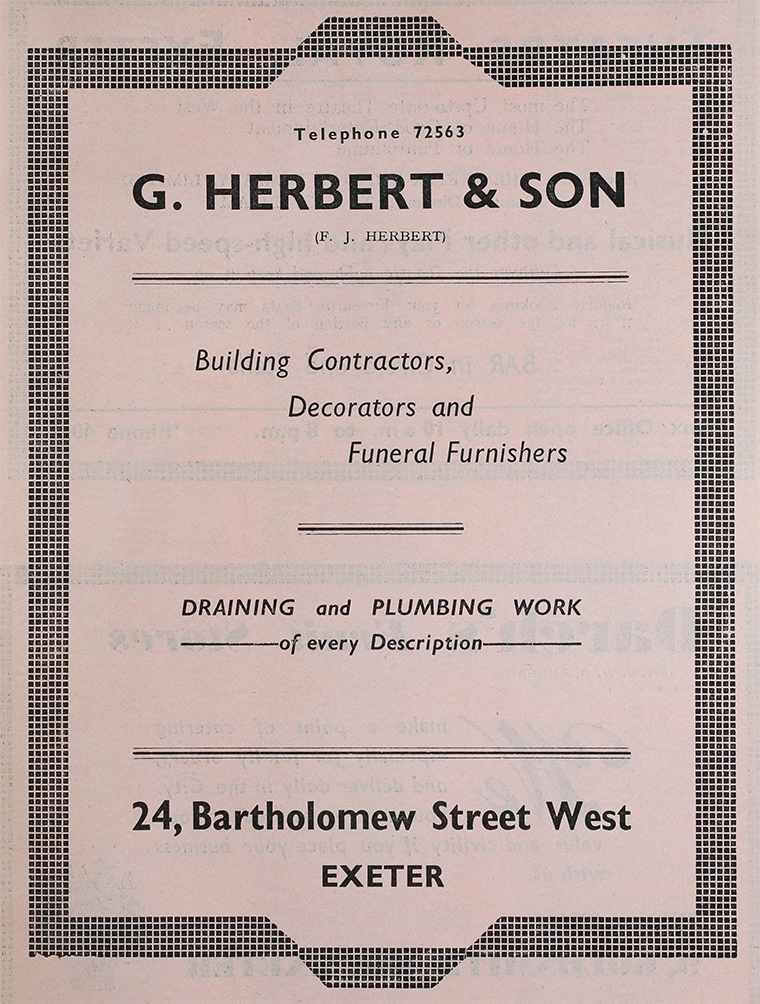 Telephone 72563
G. HERBERT & SON
(F. J. HERBERT)
Building Contractors,
Decorators and
Funeral Furnishers
DRAINING and PLUMBING WORK
of every Description
24, Bartholomew Street West
EXETER